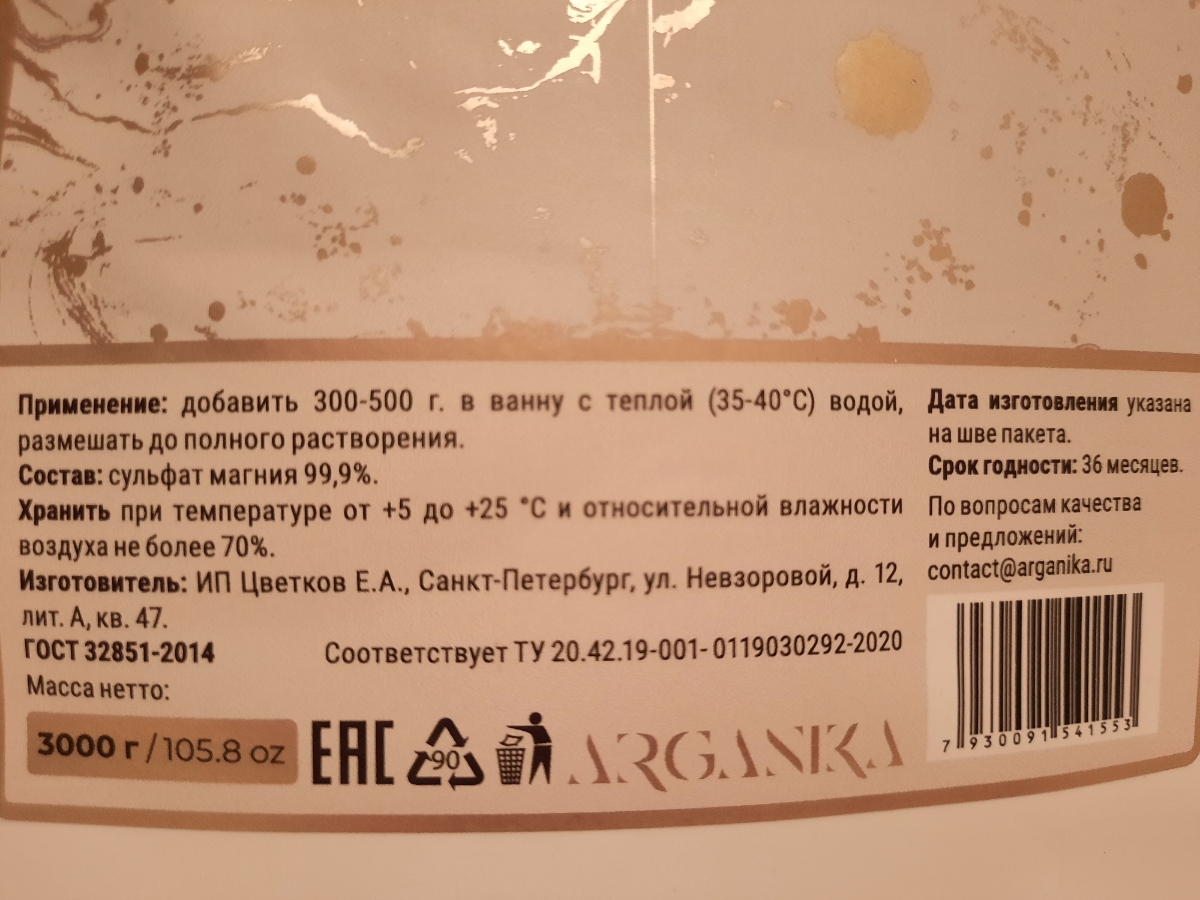 Применение: добавить 300-500 г. в ванну с теплой (35-40°С) водой,
размешать до полного растворения.
Состав: сульфат магния 99,9%.
Хранить при температуре от +5 до +25 °С и относительной влажности
воздуха не более 70%.
Изготовитель: ИП Цветков Е.А., Санкт-Петербург, ул. Невзоровой, д. 12,
лит. А, кв. 47.
ГОСТ 32851-2014 Соответствует ТУ 20.42.19-001- 0119030292-2020
Масса нетто:
3000 г / 105.8 oz
EAC
90
ARGANIKA
Дата изготовления указана
на шве пакета.
Срок годности: 36 месяцев.
По вопросам качества
и предложений:
contact@arganika.ru
7 930091 541553